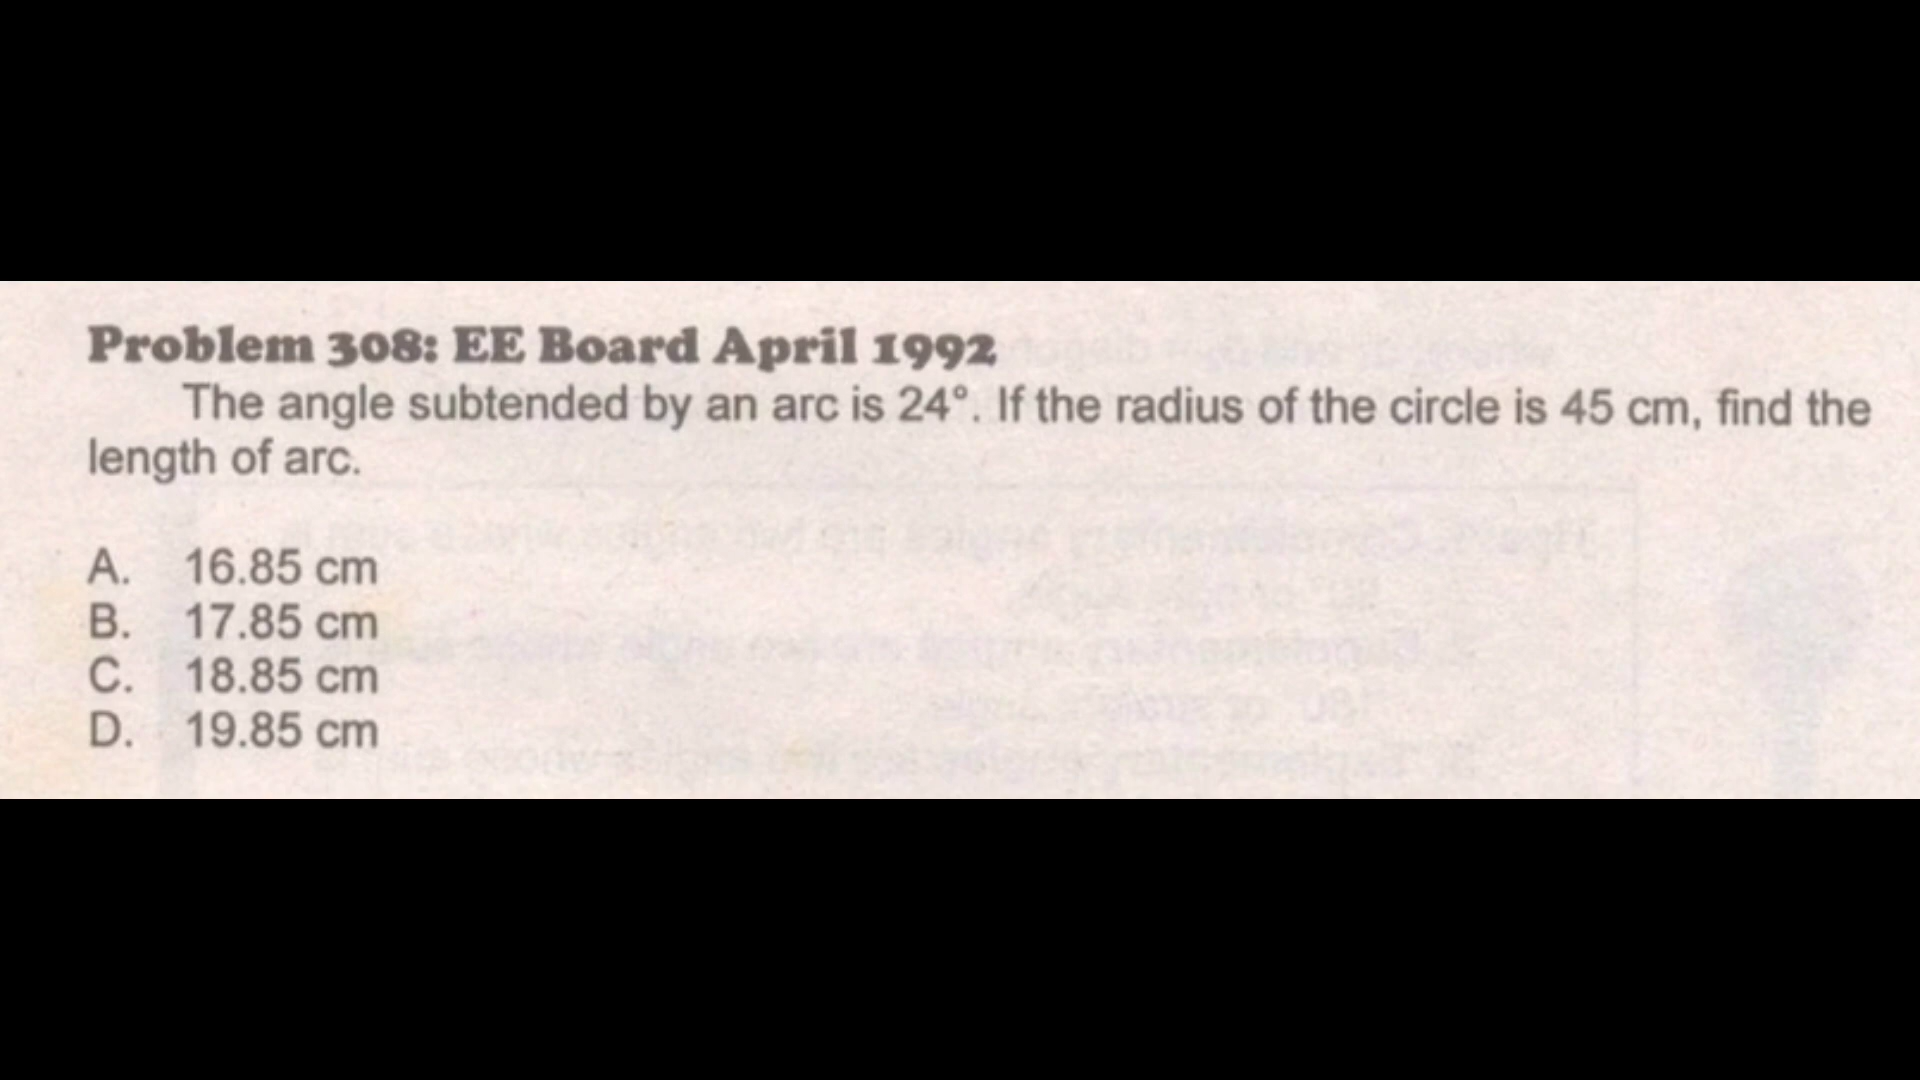 Problem 308: EE Board April 1992
The angle subtended by an arc is 24°. If the radius of the circle is 45 cm, find the
length of arc.
A. 16.85 cm
B. 17.85 cm
C. 18.85 cm
D. 19.85 cm